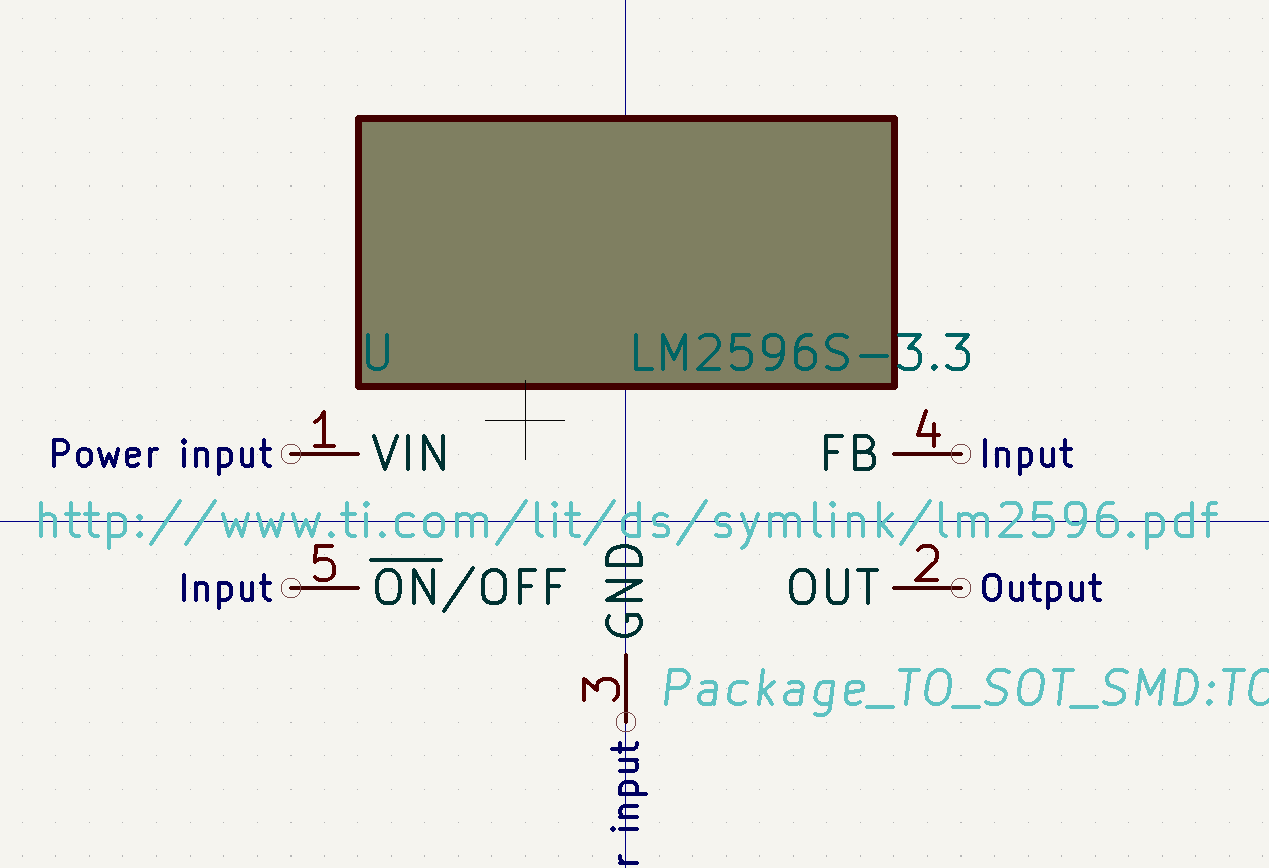 U LM2596S-3.3
Power input 1 VIN FB 4 Input
http://www.ti.com/lit/ds/symlink/lm2596.pdf
Input 5 ON/OFF GND OUT 2 Output
3 Package_TO_SOT_SMD:TO
r input